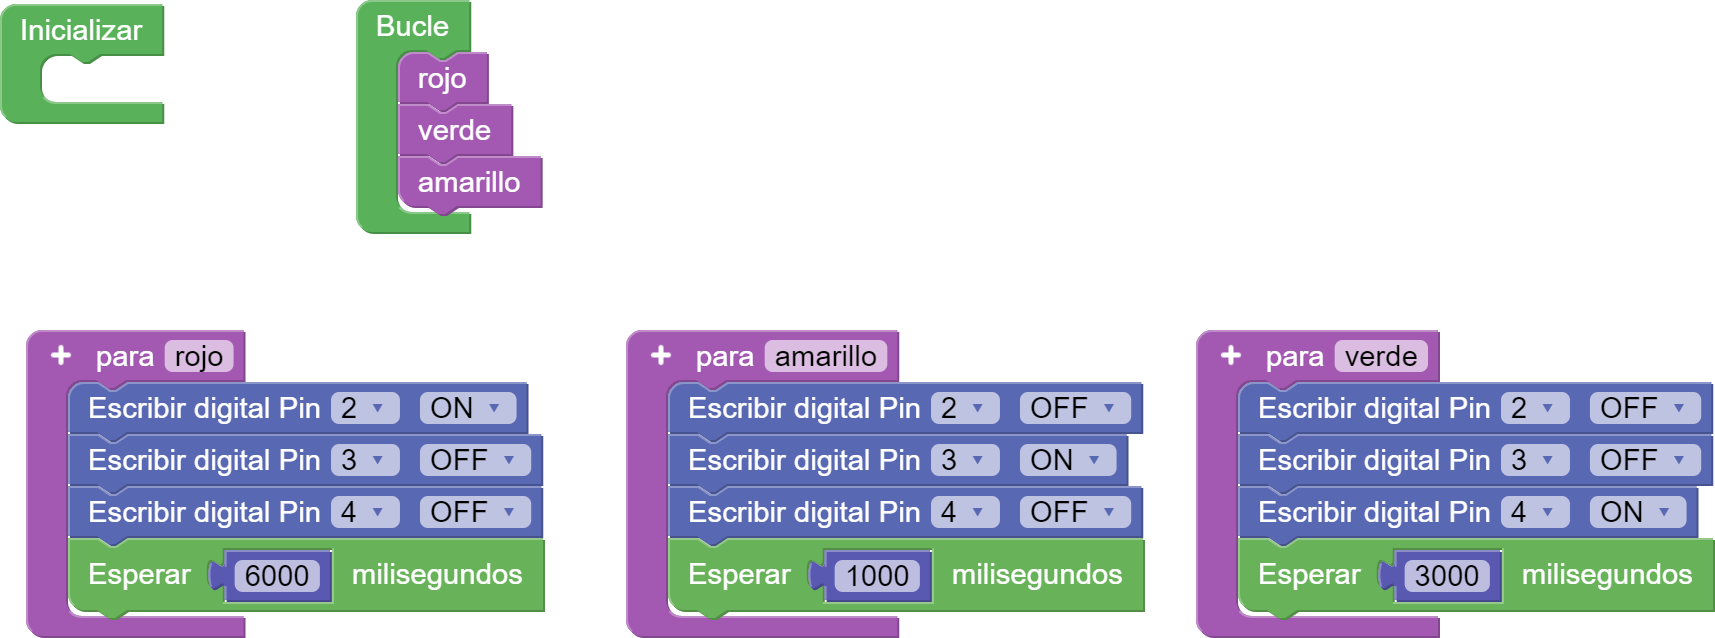 Inicializar
Bucle
rojo
verde
amarillo
+ para rojo
Escribir digital Pin 2 ON
Escribir digital Pin 3 OFF
Escribir digital Pin 4 OFF
Esperar 6000 milisegundos
+ para amarillo
Escribir digital Pin 2 OFF
Escribir digital Pin 3 ON
Escribir digital Pin 4 OFF
Esperar 1000 milisegundos
+ para verde
Escribir digital Pin 2 OFF
Escribir digital Pin 3 OFF
Escribir digital Pin 4 ON
Esperar 3000 milisegundos